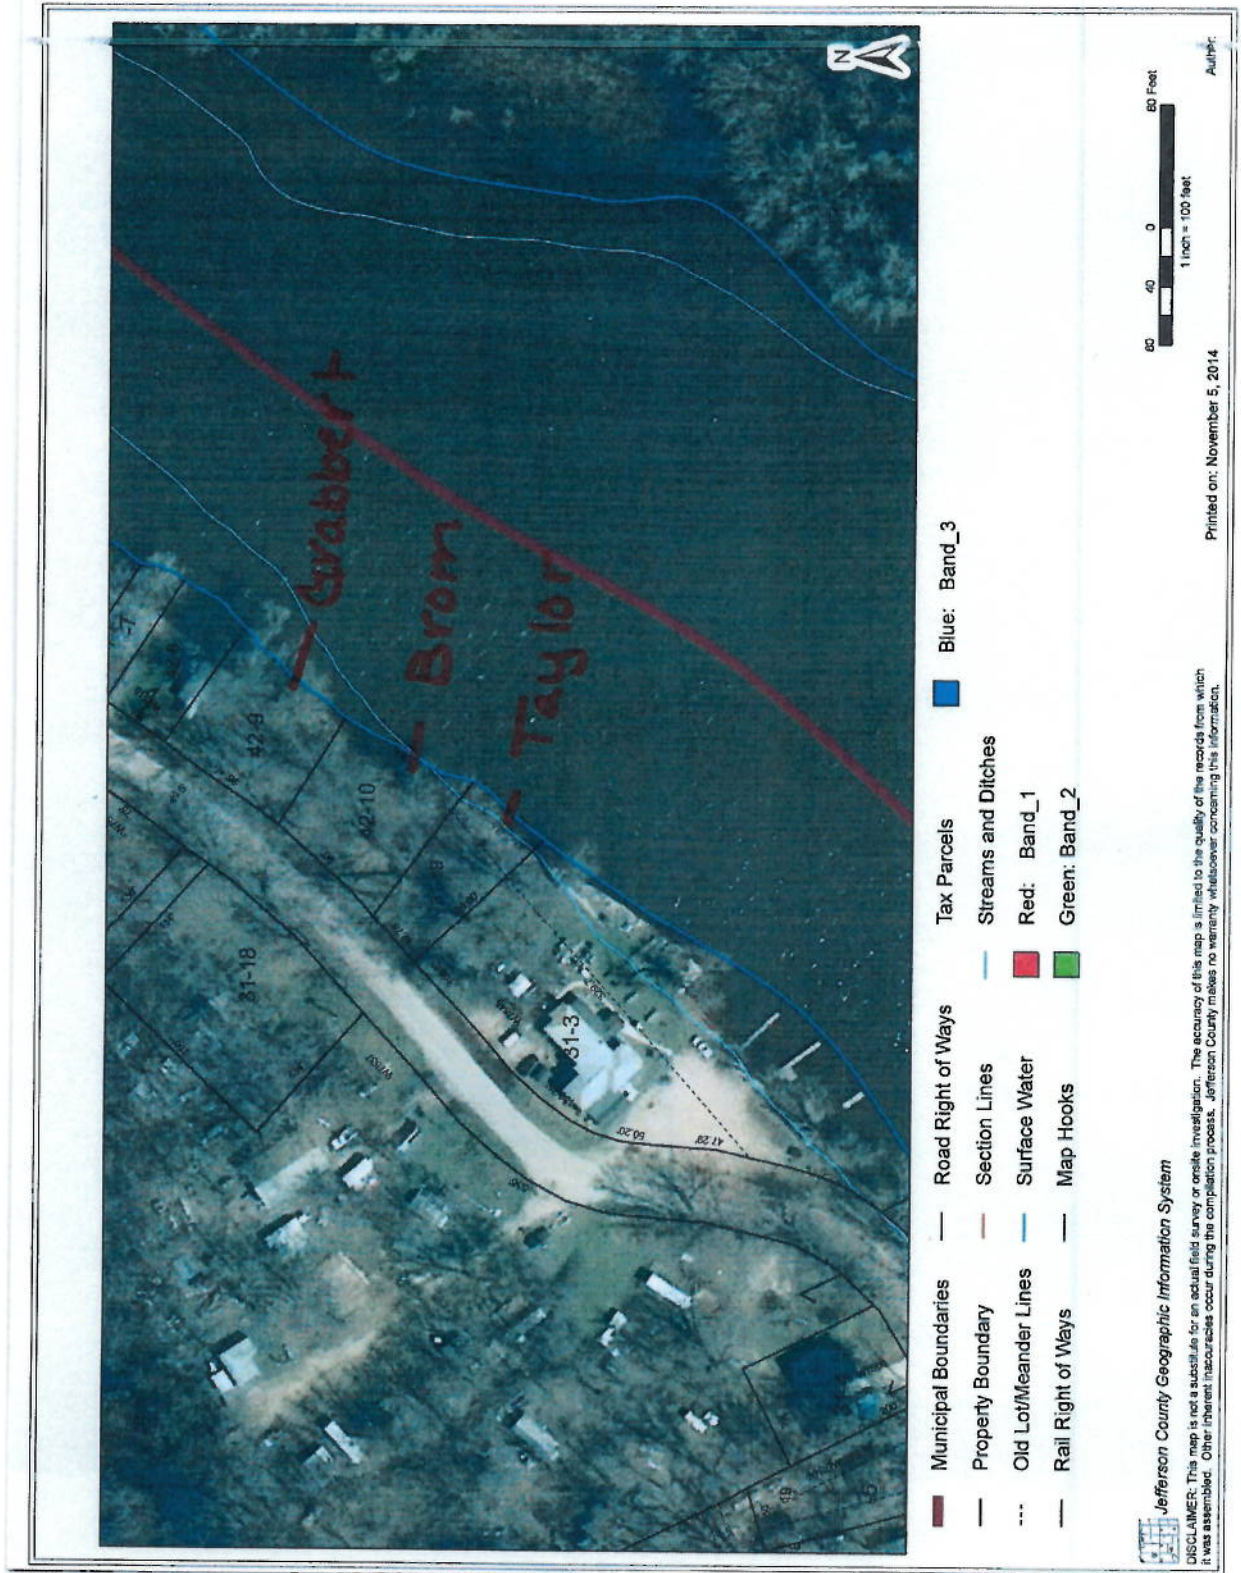 N
Grabbert
Brom
Taylor
42-9
42-10
31-18
31-3
50.20'
47.29'
Municipal Boundaries
Property Boundary
Old Lot/Meander Lines
Rail Right of Ways
Road Right of Ways
Section Lines
Surface Water
Map Hooks
Tax Parcels
Streams and Ditches
Red: Band_1
Green: Band_2
Blue: Band_3
Jefferson County Geographic Information System
DISCLAIMER: This map is not a substitute for an actual field survey or onsite investigation. The accuracy of this map is limited to the quality of the records from which
it was assembled. Other inherent inaccuracies occur during the compilation process. Jefferson County makes no warranty whatsoever concerning this information.
80 40 0 80 Feet
1 inch = 100 feet
Printed on: November 5, 2014
Author: